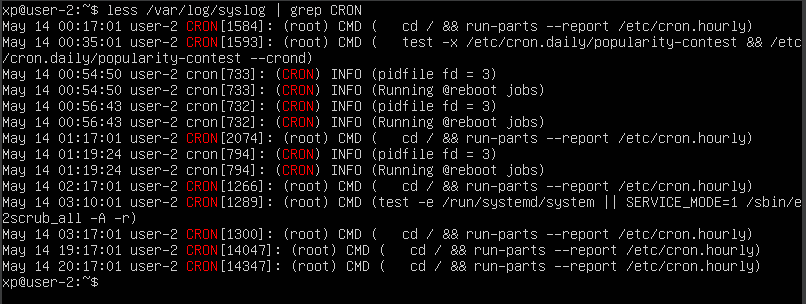 xp@user-2:~$ less /var/log/syslog | grep CRON
May 14 00:17:01 user-2 CRON[1584]: (root) CMD (   cd / && run-parts --report /etc/cron.hourly)
May 14 00:35:01 user-2 CRON[1593]: (root) CMD (   test -x /etc/cron.daily/popularity-contest && /etc
/cron.daily/popularity-contest --crond)
May 14 00:54:50 user-2 cron[733]: (CRON) INFO (pidfile fd = 3)
May 14 00:54:50 user-2 cron[733]: (CRON) INFO (Running @reboot jobs)
May 14 00:56:43 user-2 cron[732]: (CRON) INFO (pidfile fd = 3)
May 14 00:56:43 user-2 cron[732]: (CRON) INFO (Running @reboot jobs)
May 14 01:17:01 user-2 CRON[2074]: (root) CMD (   cd / && run-parts --report /etc/cron.hourly)
May 14 01:19:24 user-2 cron[794]: (CRON) INFO (pidfile fd = 3)
May 14 01:19:24 user-2 cron[794]: (CRON) INFO (Running @reboot jobs)
May 14 02:17:01 user-2 CRON[1266]: (root) CMD (   cd / && run-parts --report /etc/cron.hourly)
May 14 03:10:01 user-2 CRON[1289]: (root) CMD (test -e /run/systemd/system || SERVICE_MODE=1 /sbin/e
2scrub_all -A -r)
May 14 03:17:01 user-2 CRON[1300]: (root) CMD (   cd / && run-parts --report /etc/cron.hourly)
May 14 19:17:01 user-2 CRON[14047]: (root) CMD (   cd / && run-parts --report /etc/cron.hourly)
May 14 20:17:01 user-2 CRON[14347]: (root) CMD (   cd / && run-parts --report /etc/cron.hourly)
xp@user-2:~$